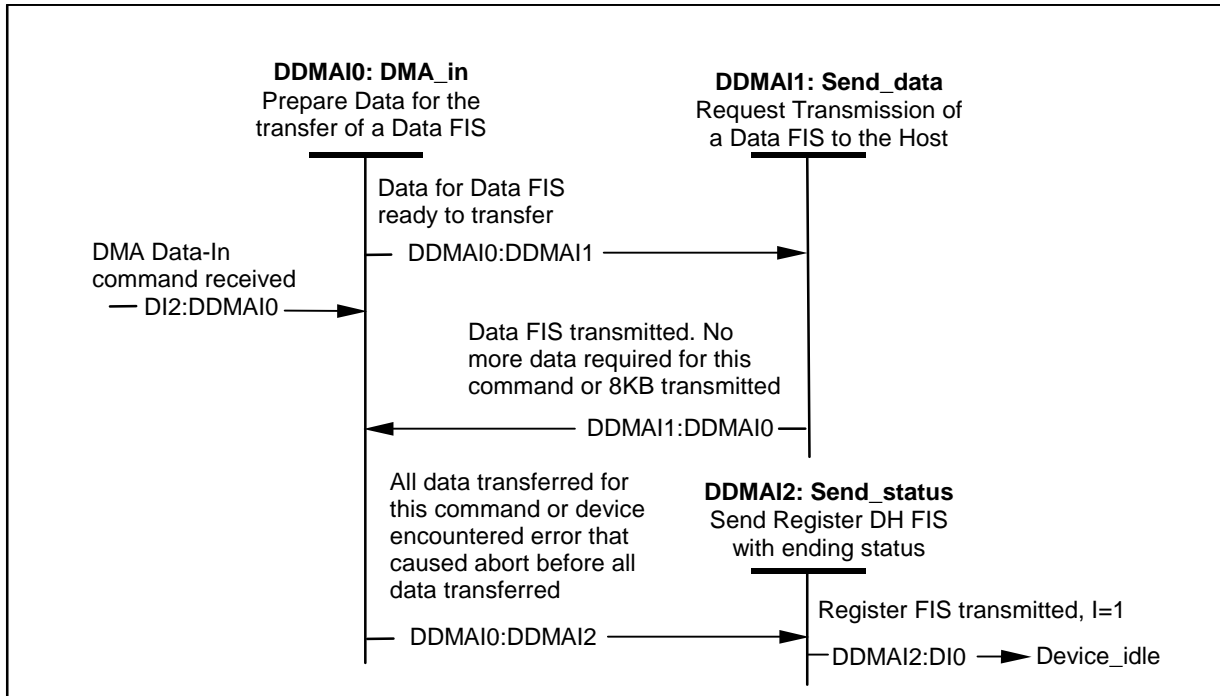 DDMAI0: DMA_in
Prepare Data for the
transfer of a Data FIS
DDMAI1: Send_data
Request Transmission of
a Data FIS to the Host
Data for Data FIS
ready to transfer
DDMAI0:DDMAI1
DMA Data-In
command received
DI2:DDMAI0
Data FIS transmitted. No
more data required for this
command or 8KB transmitted
DDMAI1:DDMAI0
All data transferred for
this command or device
encountered error that
caused abort before all
data transferred
DDMAI0:DDMAI2
DDMAI2: Send_status
Send Register DH FIS
with ending status
Register FIS transmitted, I=1
DDMAI2:DI0
Device_idle